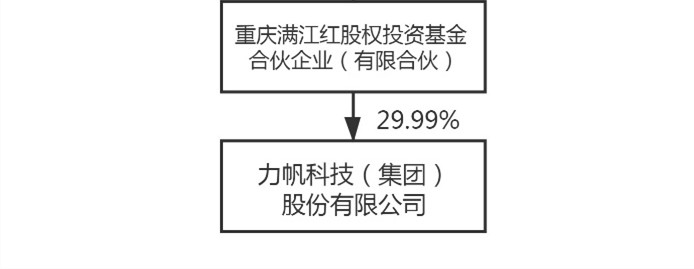 重庆满江红股权投资基金
合伙企业（有限合伙）
29.99%
力帆科技（集团）
股份有限公司